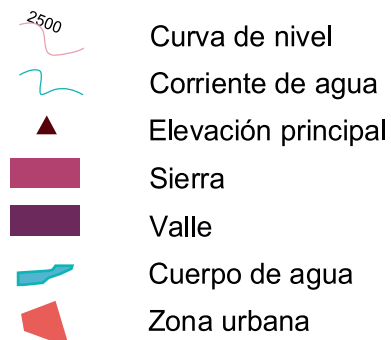 2500
Curva de nivel
Corriente de agua
Elevación principal
Sierra
Valle
Cuerpo de agua
Zona urbana